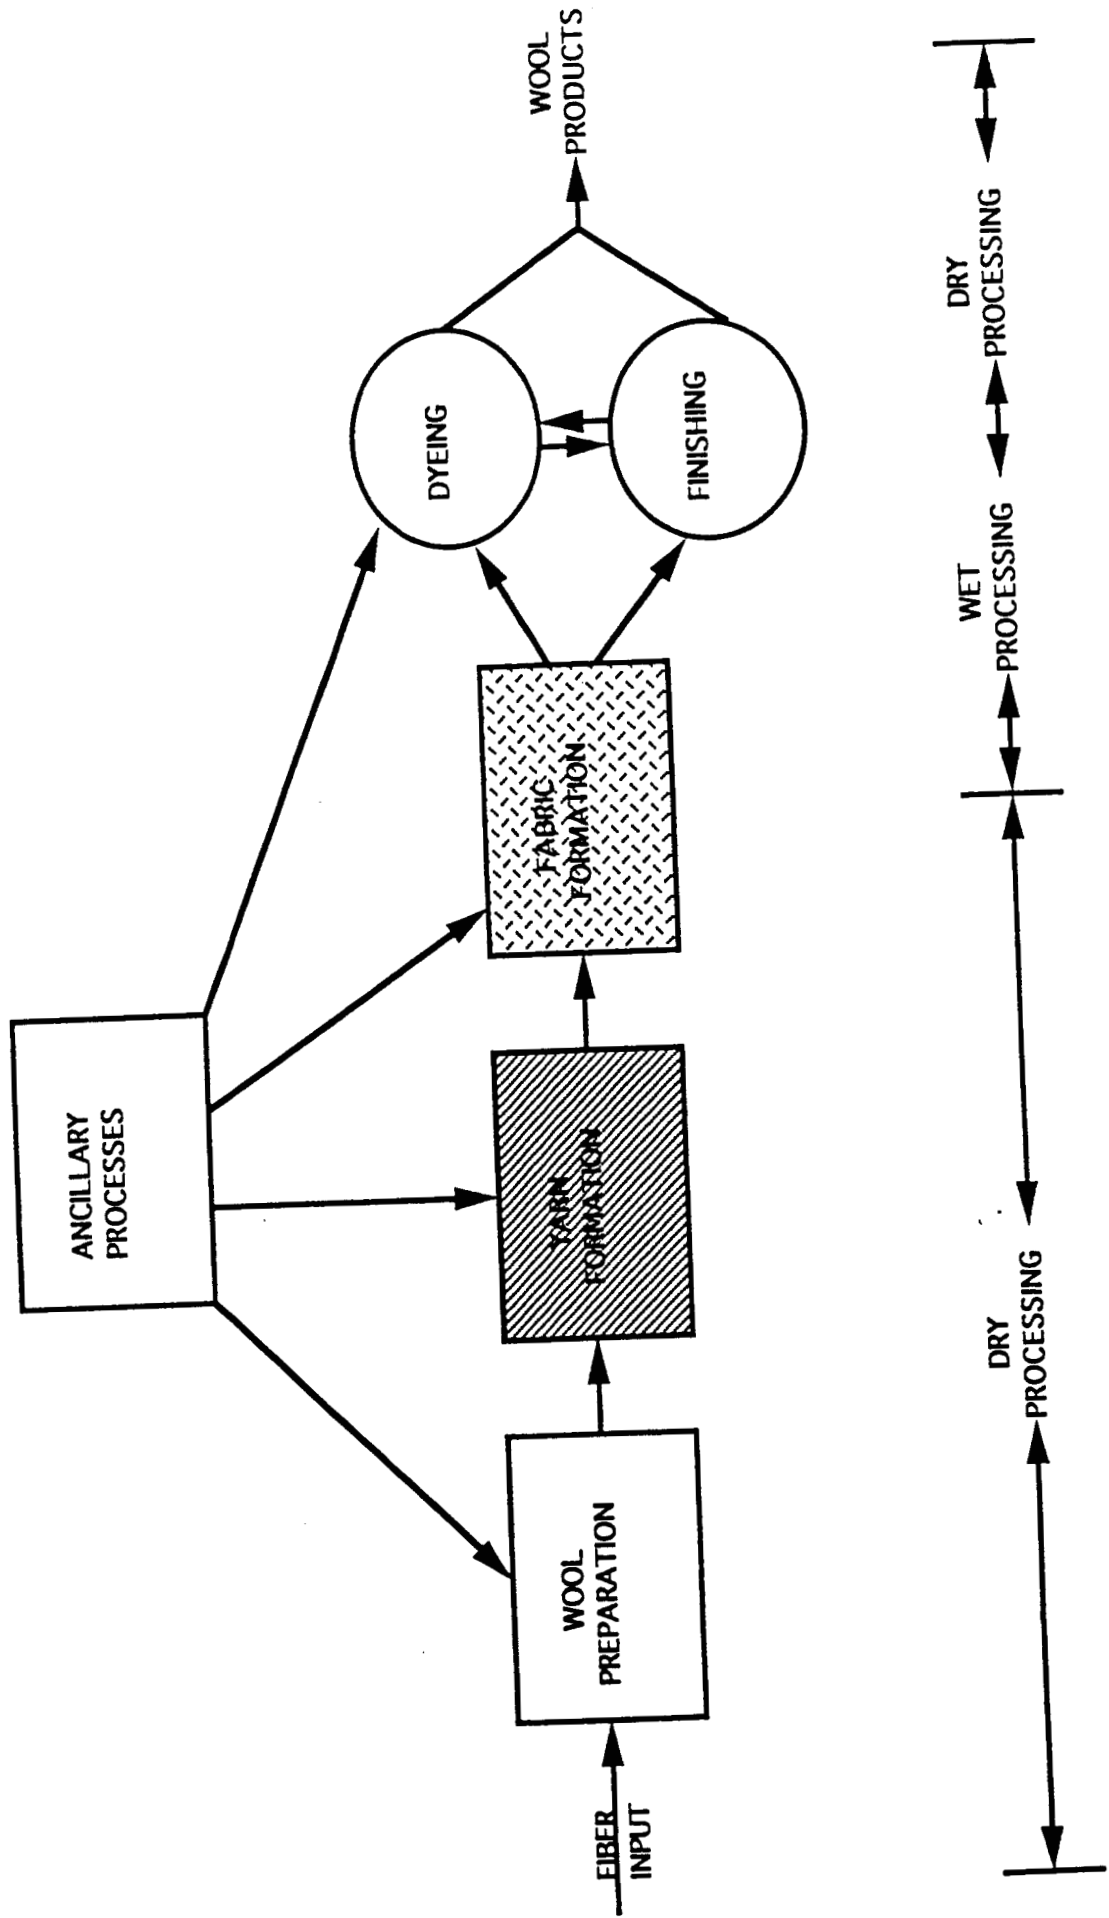 ANCILLARY
PROCESSES
FIBER
INPUT
WOOL
PREPARATION
YARN
FORMATION
FABRIC
FORMATION
DYEING
FINISHING
WOOL
PRODUCTS
DRY
PROCESSING
WET
PROCESSING
DRY
PROCESSING